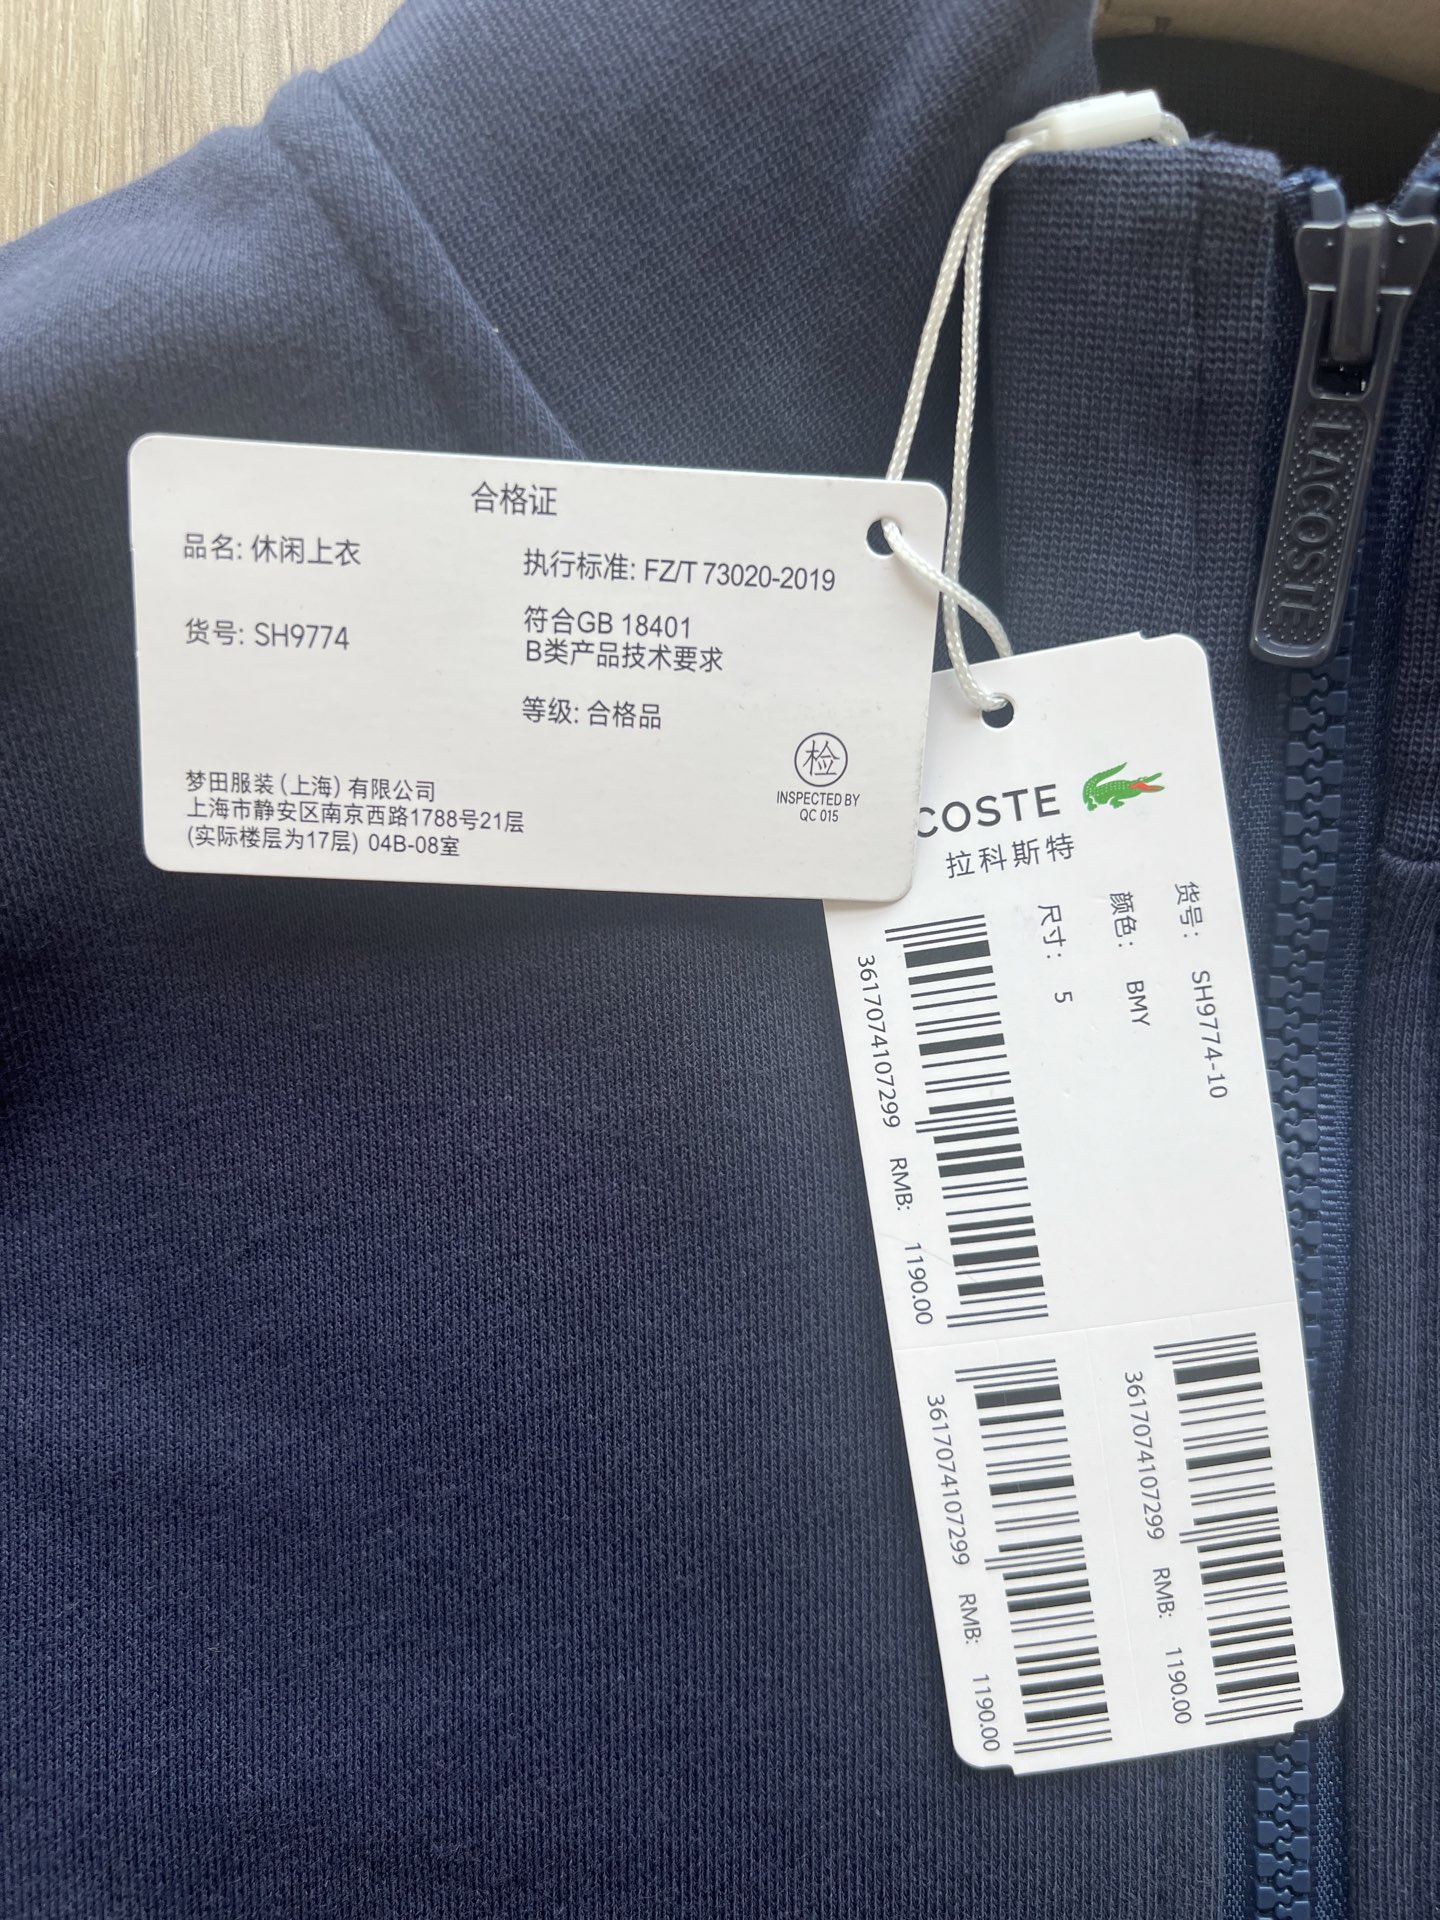 合格证
品名: 休闲上衣
货号: SH9774
执行标准: FZ/T 73020-2019
符合GB 18401
B类产品技术要求
等级: 合格品
梦田服装 (上海) 有限公司
上海市静安区南京西路1788号21层
(实际楼层为17层) 04B-08室
检
INSPECTED BY
QC 015
LACOSTE
COSTE
拉科斯特
货号: SH9774-10
颜色: BMY
尺寸: 5
3617074107299 RMB: 1190.00
3617074107299 RMB: 1190.00
3617074107299 RMB: 1190.00